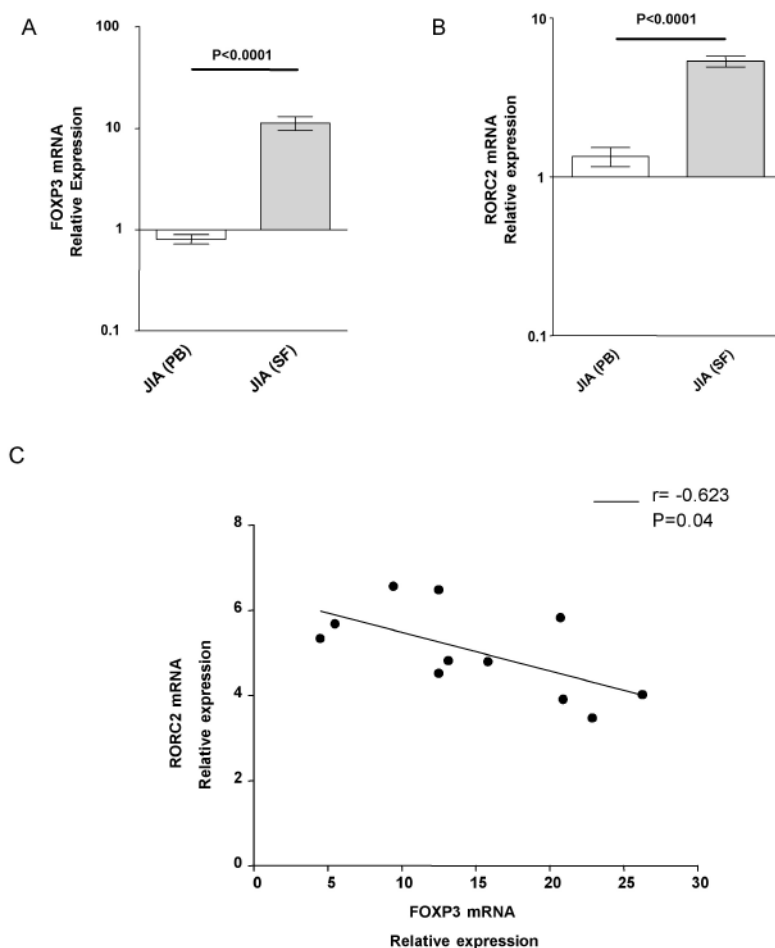 A
P<0.0001
FOXP3 mRNA
Relative Expression
100
10
1
0.1
JIA (PB)
JIA (SF)
B
P<0.0001
RORC2 mRNA
Relative expression
10
1
0.1
JIA (PB)
JIA (SF)
C
r= -0.623
P=0.04
RORC2 mRNA
Relative expression
8
6
4
2
0
0 5 10 15 20 25 30
FOXP3 mRNA
Relative expression